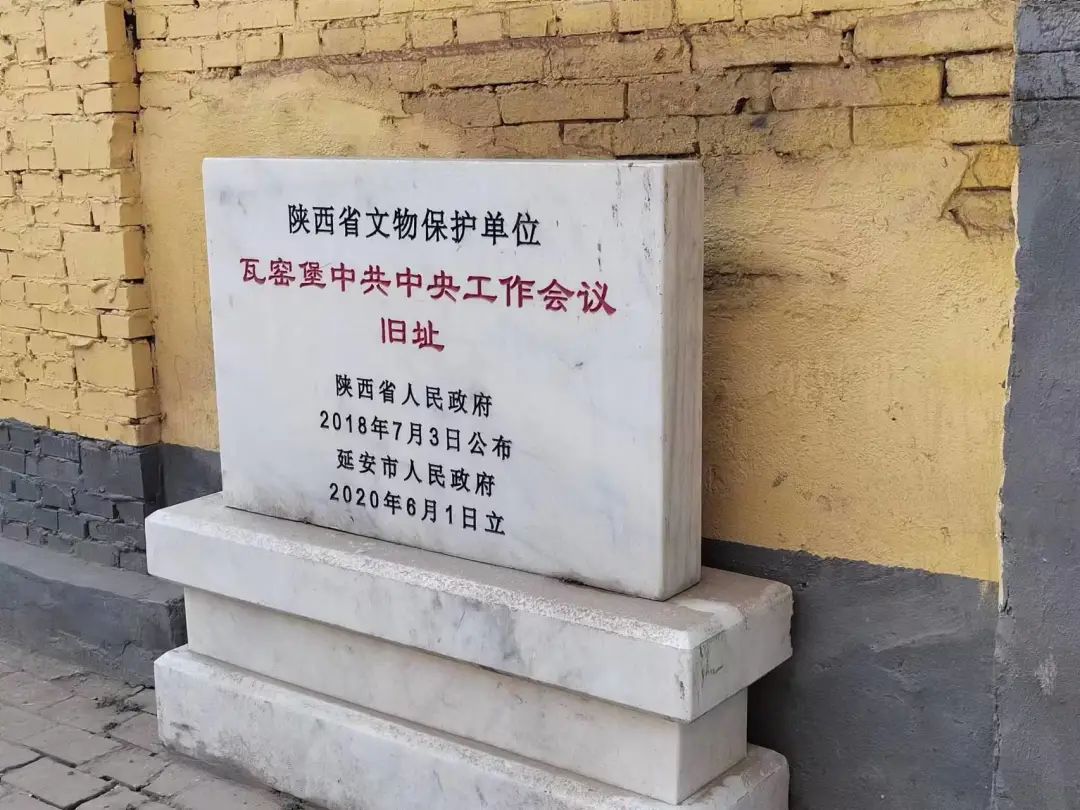 陕西省文物保护单位
瓦窑堡中共中央工作会议
旧址
陕西省人民政府
2018年7月3日公布
延安市人民政府
2020年6月1日立